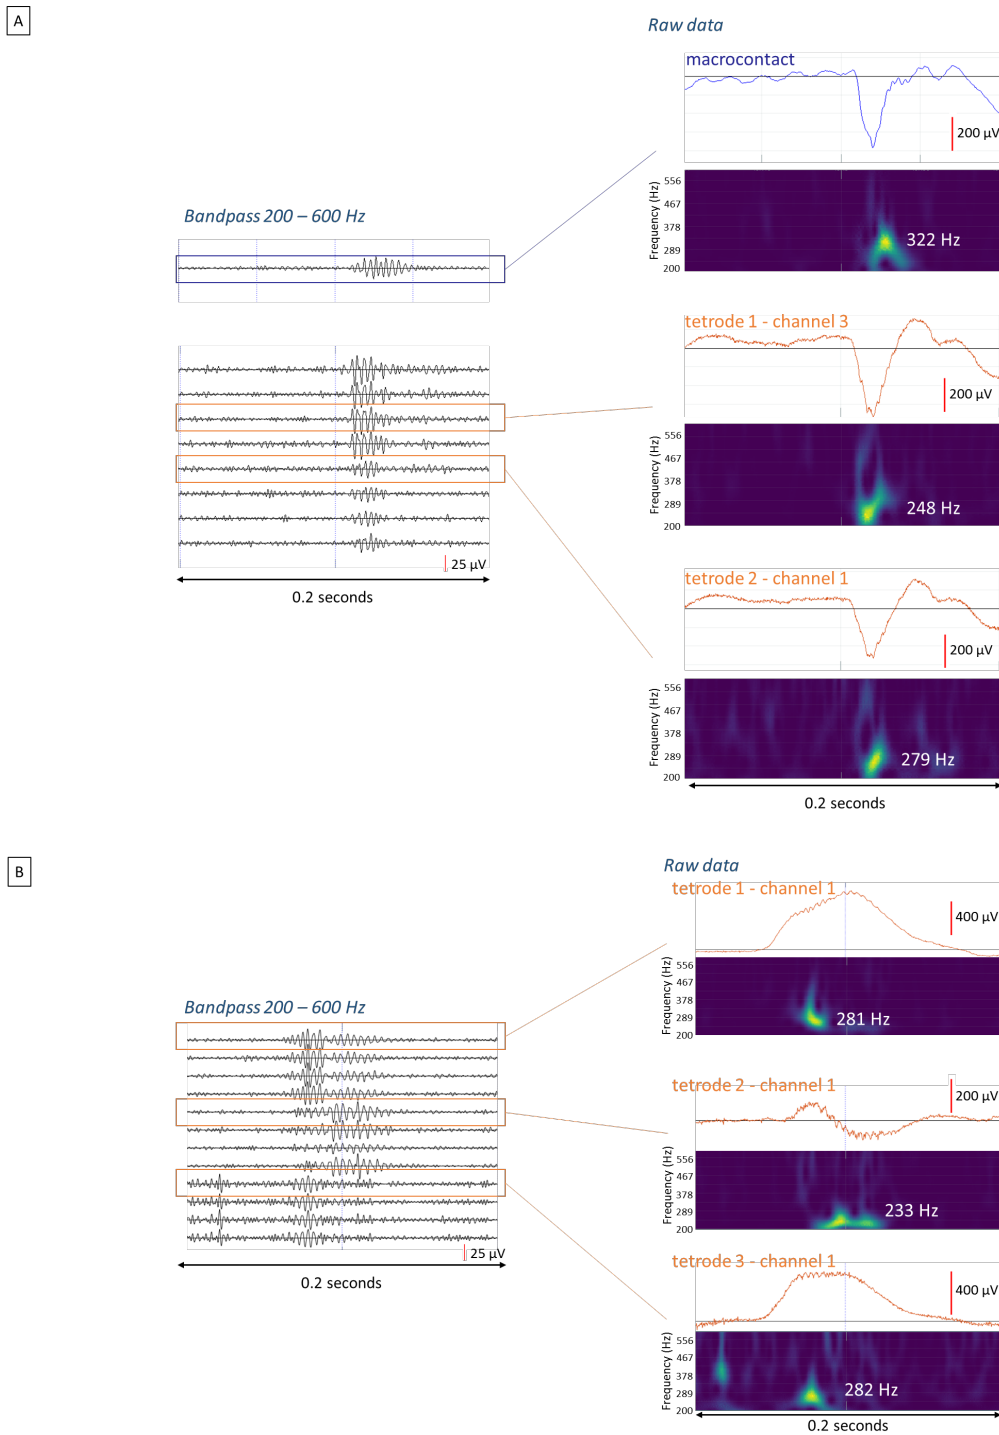 A
Raw data
macrocontact
200 µV
Frequency (Hz)
556
467
378
289
200
322 Hz
Bandpass 200 – 600 Hz
tetrode 1 - channel 3
200 µV
Frequency (Hz)
556
467
378
289
200
248 Hz
25 µV
0.2 seconds
tetrode 2 - channel 1
200 µV
Frequency (Hz)
556
467
378
289
200
279 Hz
0.2 seconds
B
Raw data
tetrode 1 - channel 1
400 µV
Frequency (Hz)
556
467
378
289
200
281 Hz
Bandpass 200 – 600 Hz
tetrode 2 - channel 1
200 µV
Frequency (Hz)
556
467
378
289
200
233 Hz
25 µV
0.2 seconds
tetrode 3 - channel 1
400 µV
Frequency (Hz)
556
467
378
289
200
282 Hz
0.2 seconds